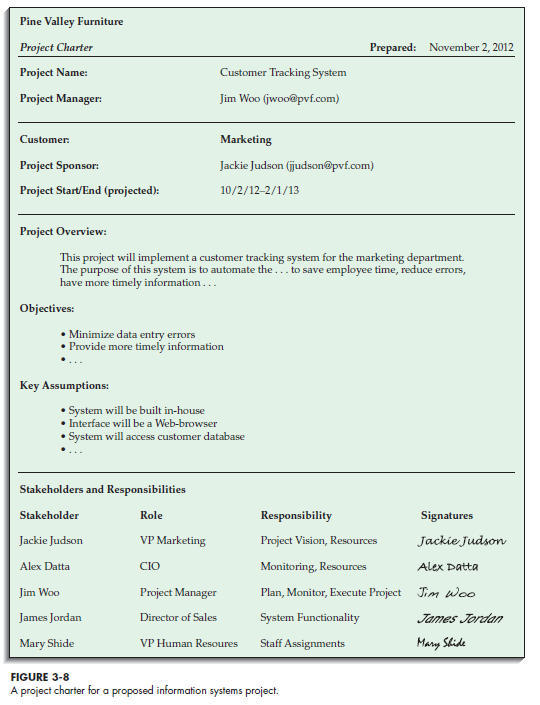 Pine Valley Furniture
Project Charter Prepared: November 2, 2012
Project Name: Customer Tracking System
Project Manager: Jim Woo (jwoo@pvf.com)
Customer: Marketing
Project Sponsor: Jackie Judson (jjudson@pvf.com)
Project Start/End (projected): 10/2/12–2/1/13
Project Overview:
This project will implement a customer tracking system for the marketing department.
The purpose of this system is to automate the . . . to save employee time, reduce errors,
have more timely information . . .
Objectives:
• Minimize data entry errors
• Provide more timely information
• . . .
Key Assumptions:
• System will be built in-house
• Interface will be a Web-browser
• System will access customer database
• . . .
Stakeholders and Responsibilities
Stakeholder Role Responsibility Signatures
Jackie Judson VP Marketing Project Vision, Resources Jackie Judson
Alex Datta CIO Monitoring, Resources Alex Datta
Jim Woo Project Manager Plan, Monitor, Execute Project Jim Woo
James Jordan Director of Sales System Functionality James Jordan
Mary Shide VP Human Resoures Staff Assignments Mary Shide
FIGURE 3-8
A project charter for a proposed information systems project.